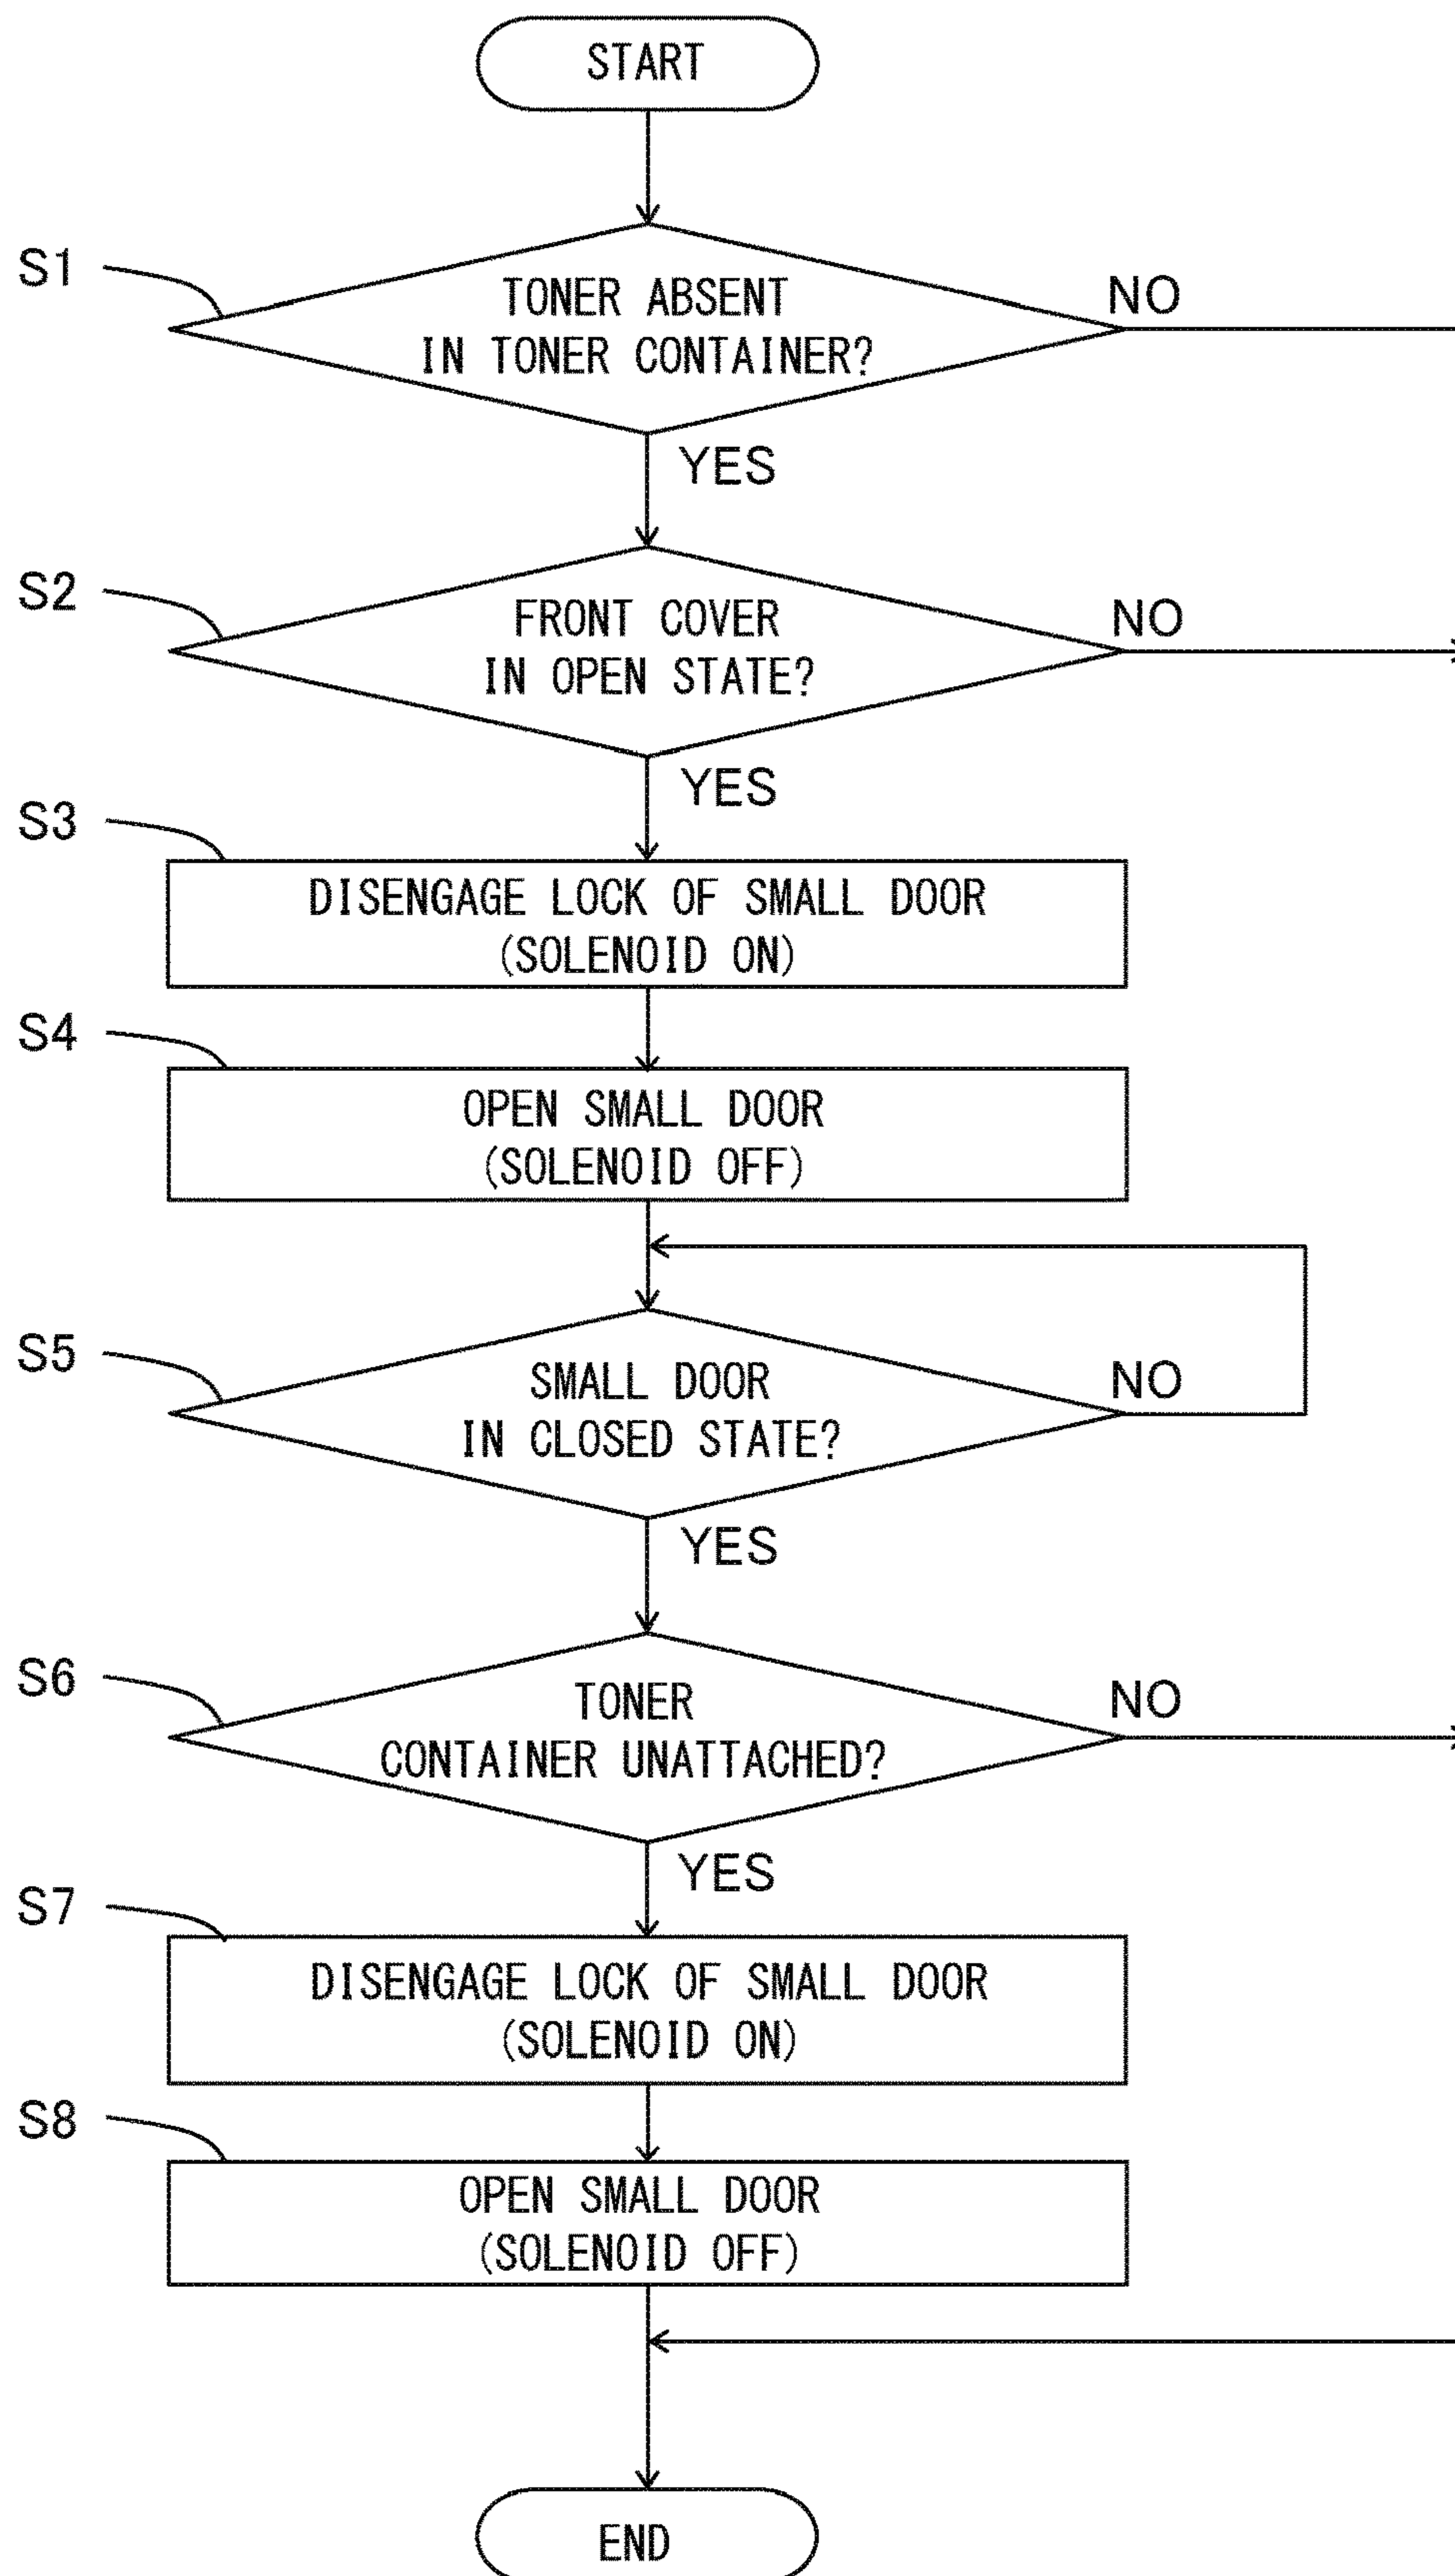 START
S1
TONER ABSENT
IN TONER CONTAINER?
NO
YES
S2
FRONT COVER
IN OPEN STATE?
NO
YES
S3
DISENGAGE LOCK OF SMALL DOOR
(SOLENOID ON)
S4
OPEN SMALL DOOR
(SOLENOID OFF)
S5
SMALL DOOR
IN CLOSED STATE?
NO
YES
S6
TONER
CONTAINER UNATTACHED?
NO
YES
S7
DISENGAGE LOCK OF SMALL DOOR
(SOLENOID ON)
S8
OPEN SMALL DOOR
(SOLENOID OFF)
END